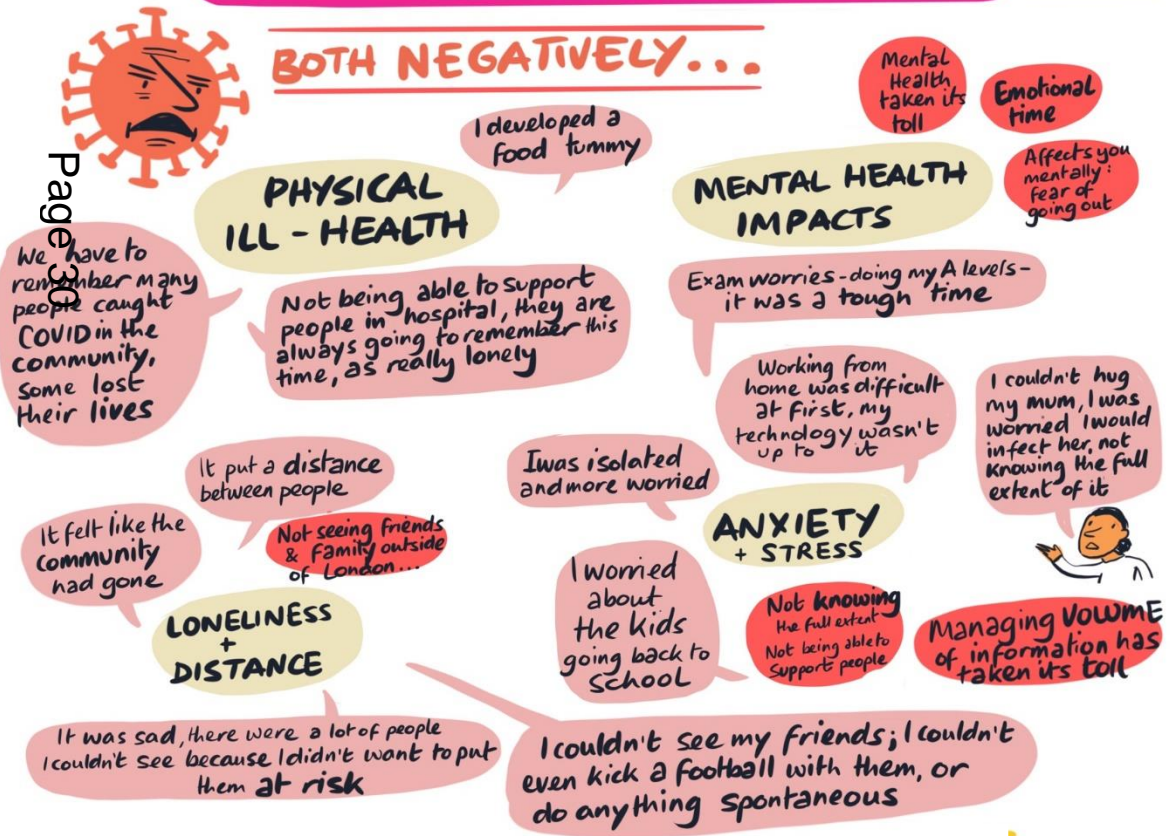 BOTH NEGATIVELY...
Mental
Health
taken its
toll
Emotional
time
Affects you
mentally:
fear of
going out
I developed a
food tummy
PHYSICAL
ILL-HEALTH
MENTAL HEALTH
IMPACTS
Page 30
We have to
remember many
people caught
COVID in the
community,
some lost
their lives
Not being able to support
people in hospital, they are
always going to remember this
time, as really lonely
Exam worries-doing my A levels-
it was a tough time
Working from
home was difficult
at first, my
technology wasn't
up to it
I couldn't hug
my mum, I was
worried I would
infect her, not
knowing the full
extent of it
It put a distance
between people
I was isolated
and more worried
It felt like the
community
had gone
Not seeing friends
& family outside
of London...
ANXIETY
+ STRESS
LONELINESS
+
DISTANCE
I worried
about
the kids
going back to
school
Not knowing
the full extent
Not being able to
support people
Managing VOLUME
of information has
taken its toll
It was sad, there were a lot of people
I couldn't see because I didn't want to put
them at risk
I couldn't see my friends; I couldn't
even kick a football with them, or
do anything spontaneous